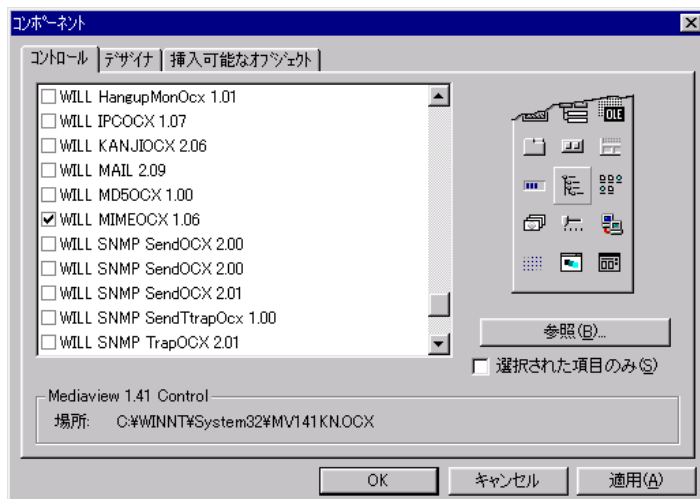 コンポーネント
コントロール デザイナ 挿入可能なオブジェクト
WILL HangupMonOcx 1.01
WILL IPCOCX 1.07
WILL KANJIOCX 2.06
WILL MAIL 2.09
WILL MD5OCX 1.00
WILL MIMEOCX 1.06
WILL SNMP SendOCX 2.00
WILL SNMP SendOCX 2.00
WILL SNMP SendOCX 2.01
WILL SNMP SendTtrapOcx 1.00
WILL SNMP TrapOCX 2.01
OLE
参照(B)...
選択された項目のみ(S)
Mediaview 1.41 Control
場所: C:¥WINNT¥System32¥MV141KN.OCX
OK キャンセル 適用(A)